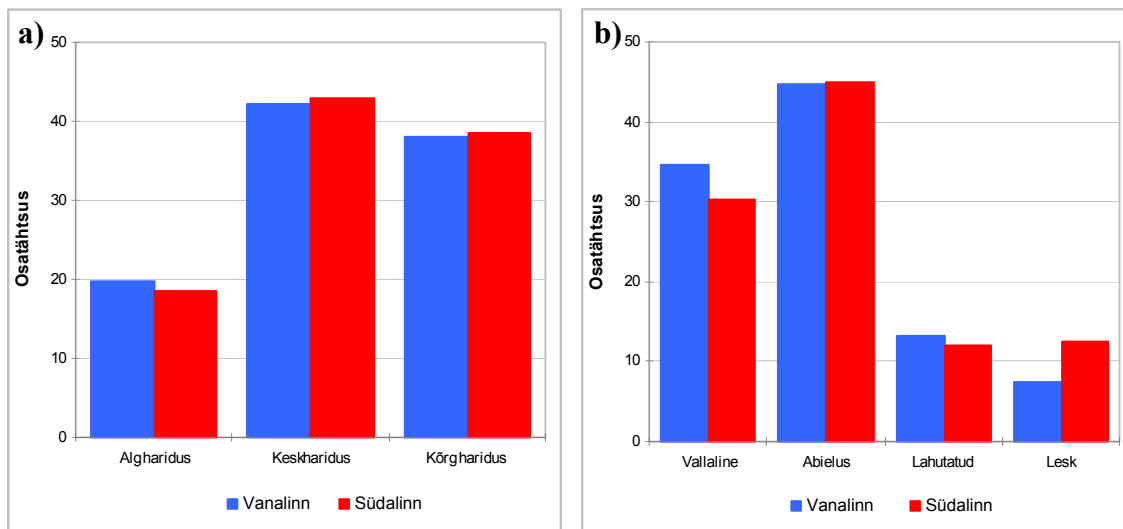 a)
Osatähtsus
50
40
30
20
10
0
Algharidus Keskharidus Kõrgharidus
Vanalinn Südalinn
b)
Osatähtsus
50
40
30
20
10
0
Vallaline Abielus Lahutatud Lesk
Vanalinn Südalinn